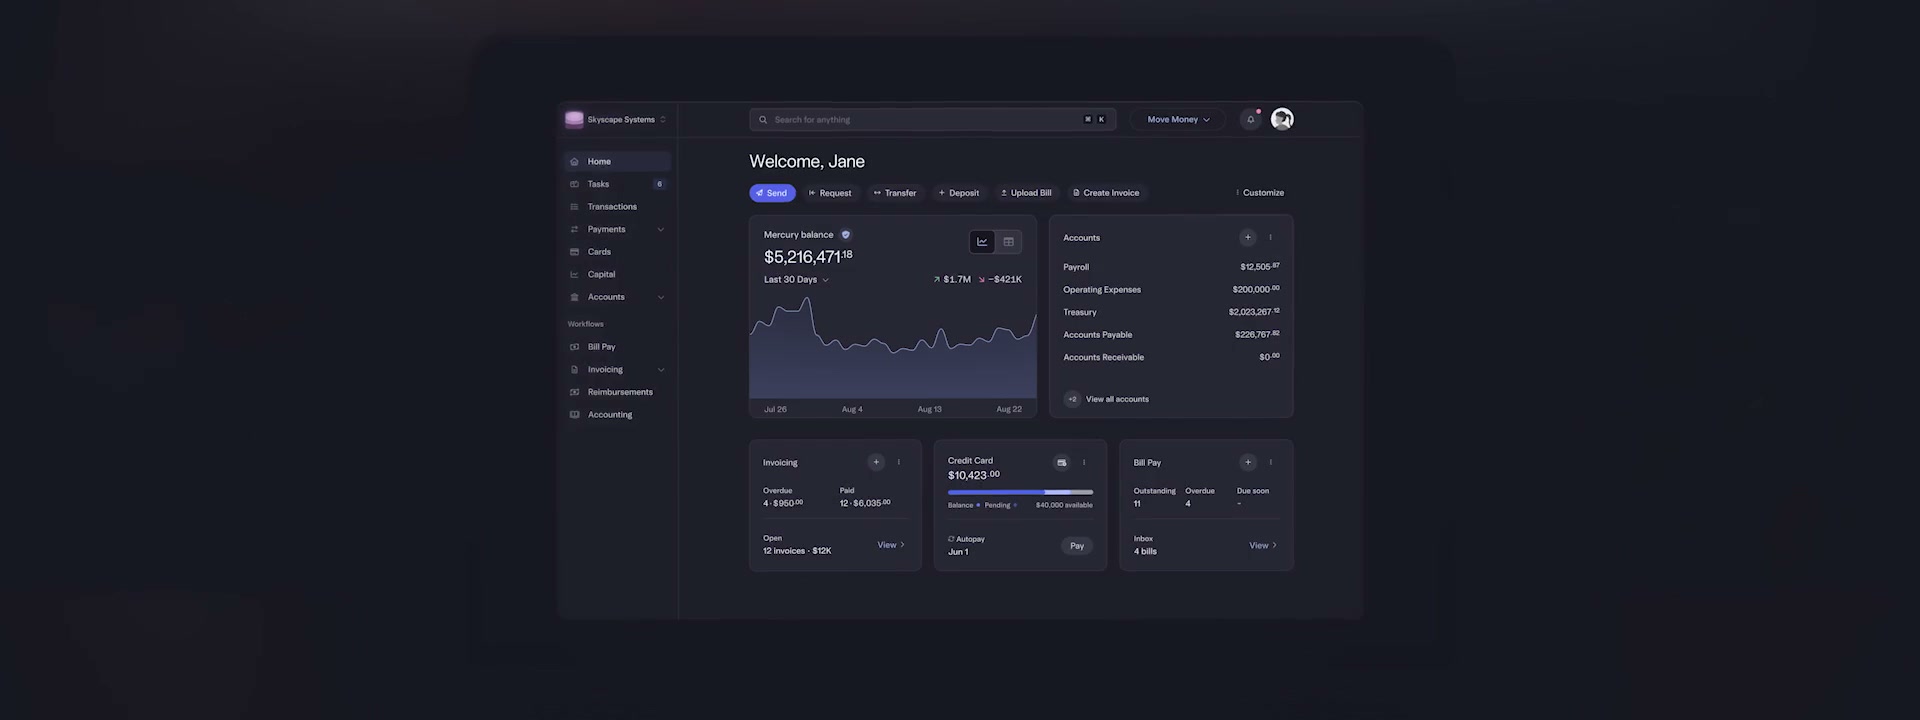 Skyscape Systems
Search for anything
⌘ K
Move Money
Home
Tasks 6
Transactions
Payments
Cards
Capital
Accounts
Workflows
Bill Pay
Invoicing
Reimbursements
Accounting
Welcome, Jane
Send Request Transfer Deposit Upload Bill Create Invoice Customize
Mercury balance
$5,216,471.18
Last 30 Days $1.7M −$421K
Jul 26 Aug 4 Aug 13 Aug 22
Accounts
Payroll $12,505.67
Operating Expenses $200,000.00
Treasury $2,023,267.12
Accounts Payable $226,767.82
Accounts Receivable $0.00
+2 View all accounts
Invoicing
Overdue Paid
4 · $950.00 12 · $6,035.00
Open
12 invoices · $12K
View
Credit Card
$10,423.00
Balance Pending $40,000 available
Autopay
Jun 1
Pay
Bill Pay
Outstanding Overdue Due soon
11 4 -
Inbox
4 bills
View